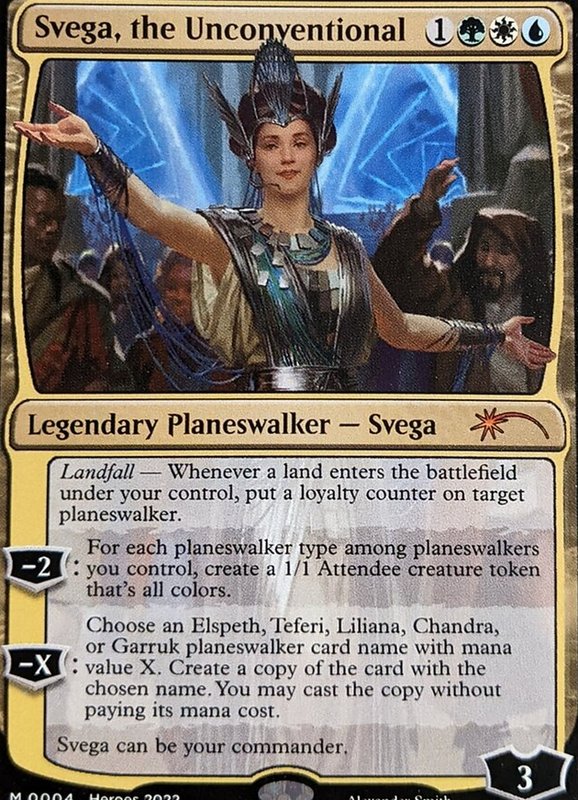 Svega, the Unconventional 1
Legendary Planeswalker — Svega
Landfall — Whenever a land enters the battlefield
under your control, put a loyalty counter on target
planeswalker.
−2 : For each planeswalker type among planeswalkers
you control, create a 1/1 Attendee creature token
that's all colors.
Choose an Elspeth, Teferi, Liliana, Chandra,
or Garruk planeswalker card name with mana
−X : value X. Create a copy of the card with the
chosen name. You may cast the copy without
paying its mana cost.
Svega can be your commander.
3
M 0004 Heroes 2022 Alexander Smith